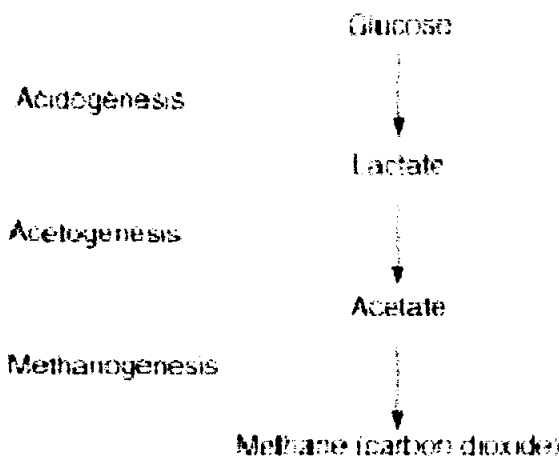 Glucose
Acidogenesis
Lactate
Acetogenesis
Acetate
Methanogenesis
Methane (carbon dioxide)